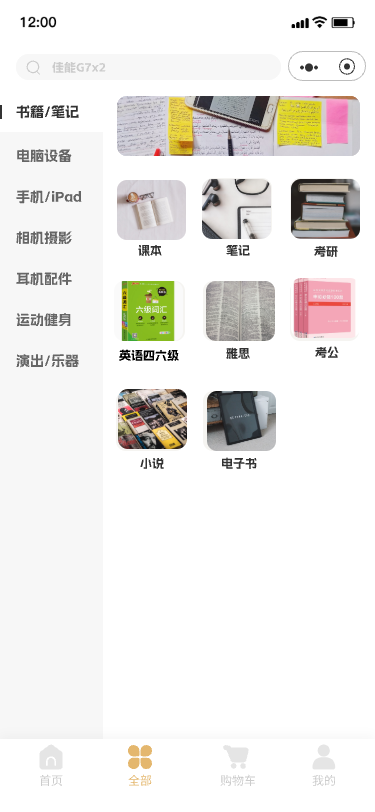 12:00
佳能G7x2
书籍/笔记
电脑设备
手机/iPad
相机摄影
耳机配件
运动健身
演出/乐器
课本
笔记
考研
六级词汇
英语四六级
雅思
考公
小说
电子书
首页
全部
购物车
我的